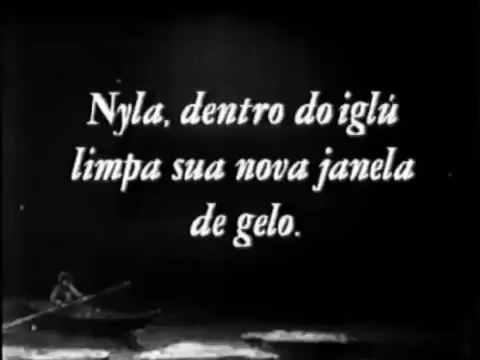 Nyla, dentro do iglú
limpa sua nova janela
de gelo.